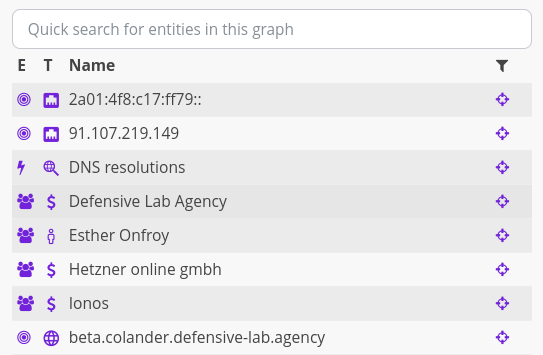 Quick search for entities in this graph
E T Name
2a01:4f8:c17:ff79::
91.107.219.149
DNS resolutions
$ Defensive Lab Agency
Esther Onfroy
$ Hetzner online gmbh
$ Ionos
beta.colander.defensive-lab.agency